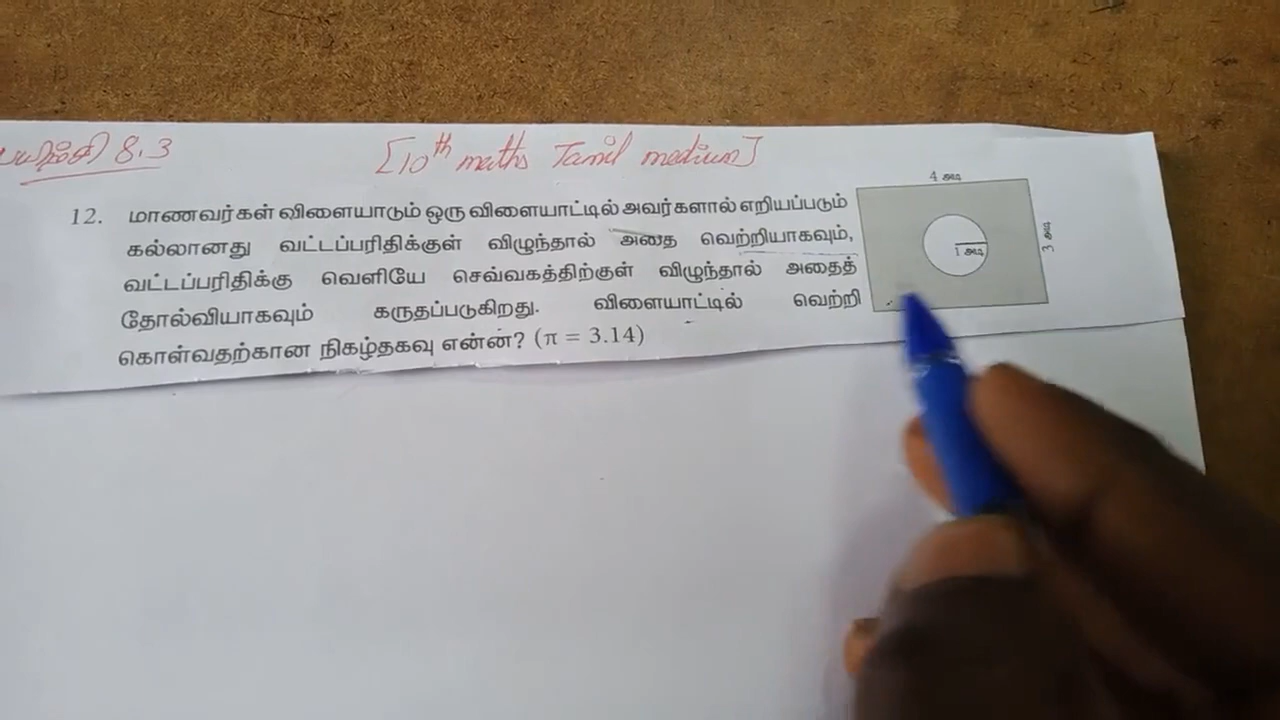 பயிற்சி 8.3
[10th maths Tamil medium]
12. மாணவர்கள் விளையாடும் ஒரு விளையாட்டில் அவர்களால் எறியப்படும்
கல்லானது வட்டப்பரிதிக்குள் விழுந்தால் அதை வெற்றியாகவும்,
வட்டப்பரிதிக்கு வெளியே செவ்வகத்திற்குள் விழுந்தால் அதைத்
தோல்வியாகவும் கருதப்படுகிறது. விளையாட்டில் வெற்றி
கொள்வதற்கான நிகழ்தகவு என்ன? (π = 3.14)
4 அடி
1 அடி
3 அடி